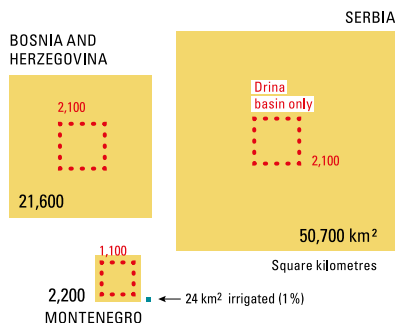 SERBIA
BOSNIA AND
HERZEGOVINA
Drina
basin only
2,100
2,100
21,600
50,700 km²
Square kilometres
1,100
2,200
24 km² irrigated (1%)
MONTENEGRO